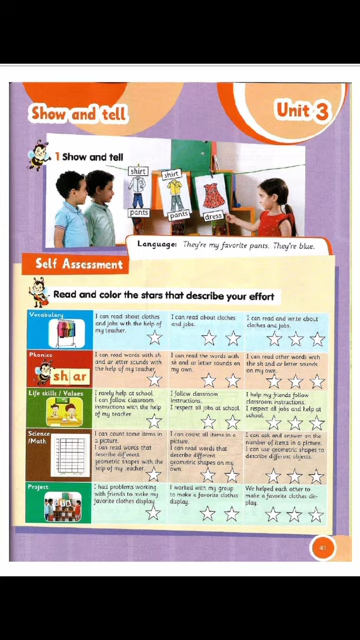 Show and tell
Unit 3
1 Show and tell
shirt
shirt
pants
pants
dress
Language: They're my favorite pants. They're blue.
Self Assessment
Read and color the stars that describe your effort
Vocabulary
I can read about clothes
and jobs with the help of
my teacher.
I can read about clothes
and jobs.
I can read and write about
clothes and jobs.
Phonics
sh ar
I can read words with sh
and ar letter sounds with
the help of my teacher.
I can read the words with
sh and ar letter sounds on
my own.
I can read other words with
the sh and ar letter sounds
on my own.
Life skills / Values
I rarely help at school.
I can follow classroom
instructions with the help
of my teacher
I follow classroom
instructions.
I respect all jobs at school.
I help my friends follow
classroom instructions.
I respect all jobs and help at
school.
Science
/Math
I can count some items in
a picture.
I can read words that
describe different
geometric shapes with the
help of my teacher.
I can count all items in a
picture.
I can read words that
describe different
geometric shapes on my
own.
I can ask and answer on the
number of items in a picture.
I can use geometric shapes to
describe different objects.
Project
I had problems working
with friends to make my
favorite clothes display.
I worked with my group
to make a favorite clothes
display.
We helped each other to
make a favorite clothes dis-
play.